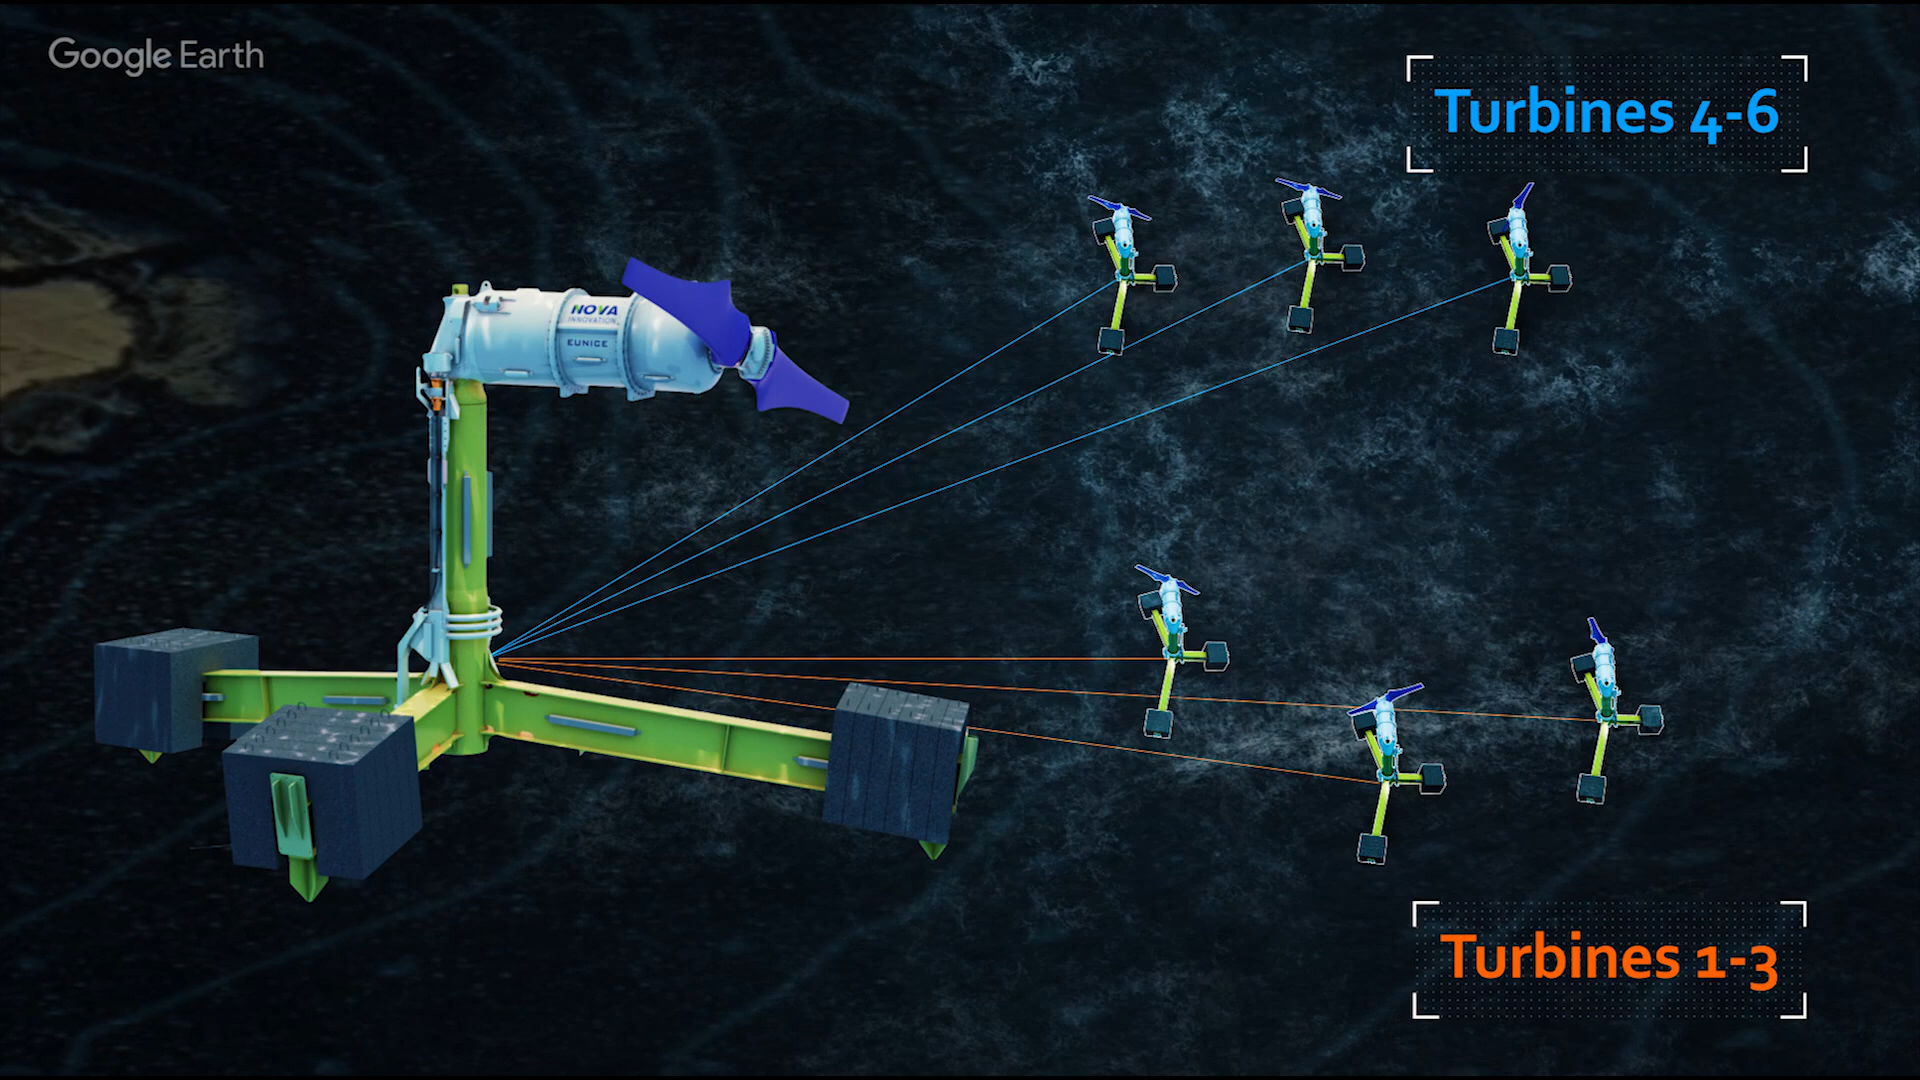 Google Earth
Turbines 4-6
NOVA
INNOVATION
EUNICE
Turbines 1-3